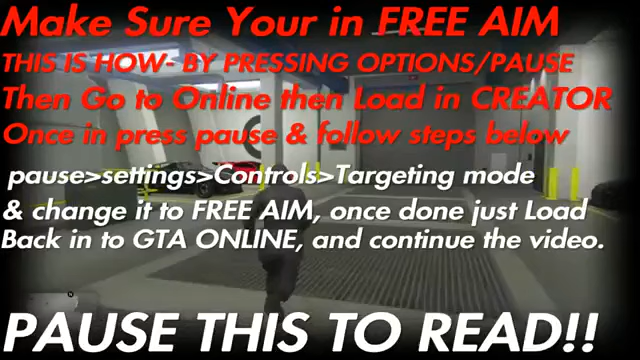 Make Sure Your in FREE AIM
THIS IS HOW- BY PRESSING OPTIONS/PAUSE
Then Go to Online then Load in CREATOR
Once in press pause & follow steps below
pause>settings>Controls>Targeting mode
& change it to FREE AIM, once done just Load
Back in to GTA ONLINE, and continue the video.
PAUSE THIS TO READ!!